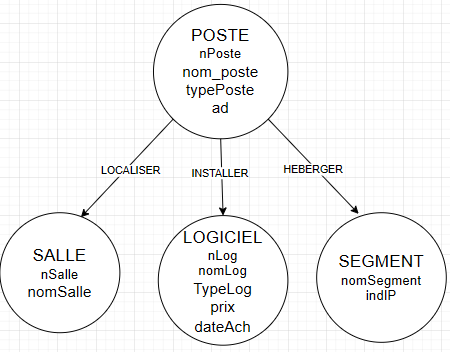 POSTE
nPoste
nom_poste
typePoste
ad
LOCALISER
INSTALLER
HEBERGER
SALLE
nSalle
nomSalle
LOGICIEL
nLog
nomLog
TypeLog
prix
dateAch
SEGMENT
nomSegment
indIP